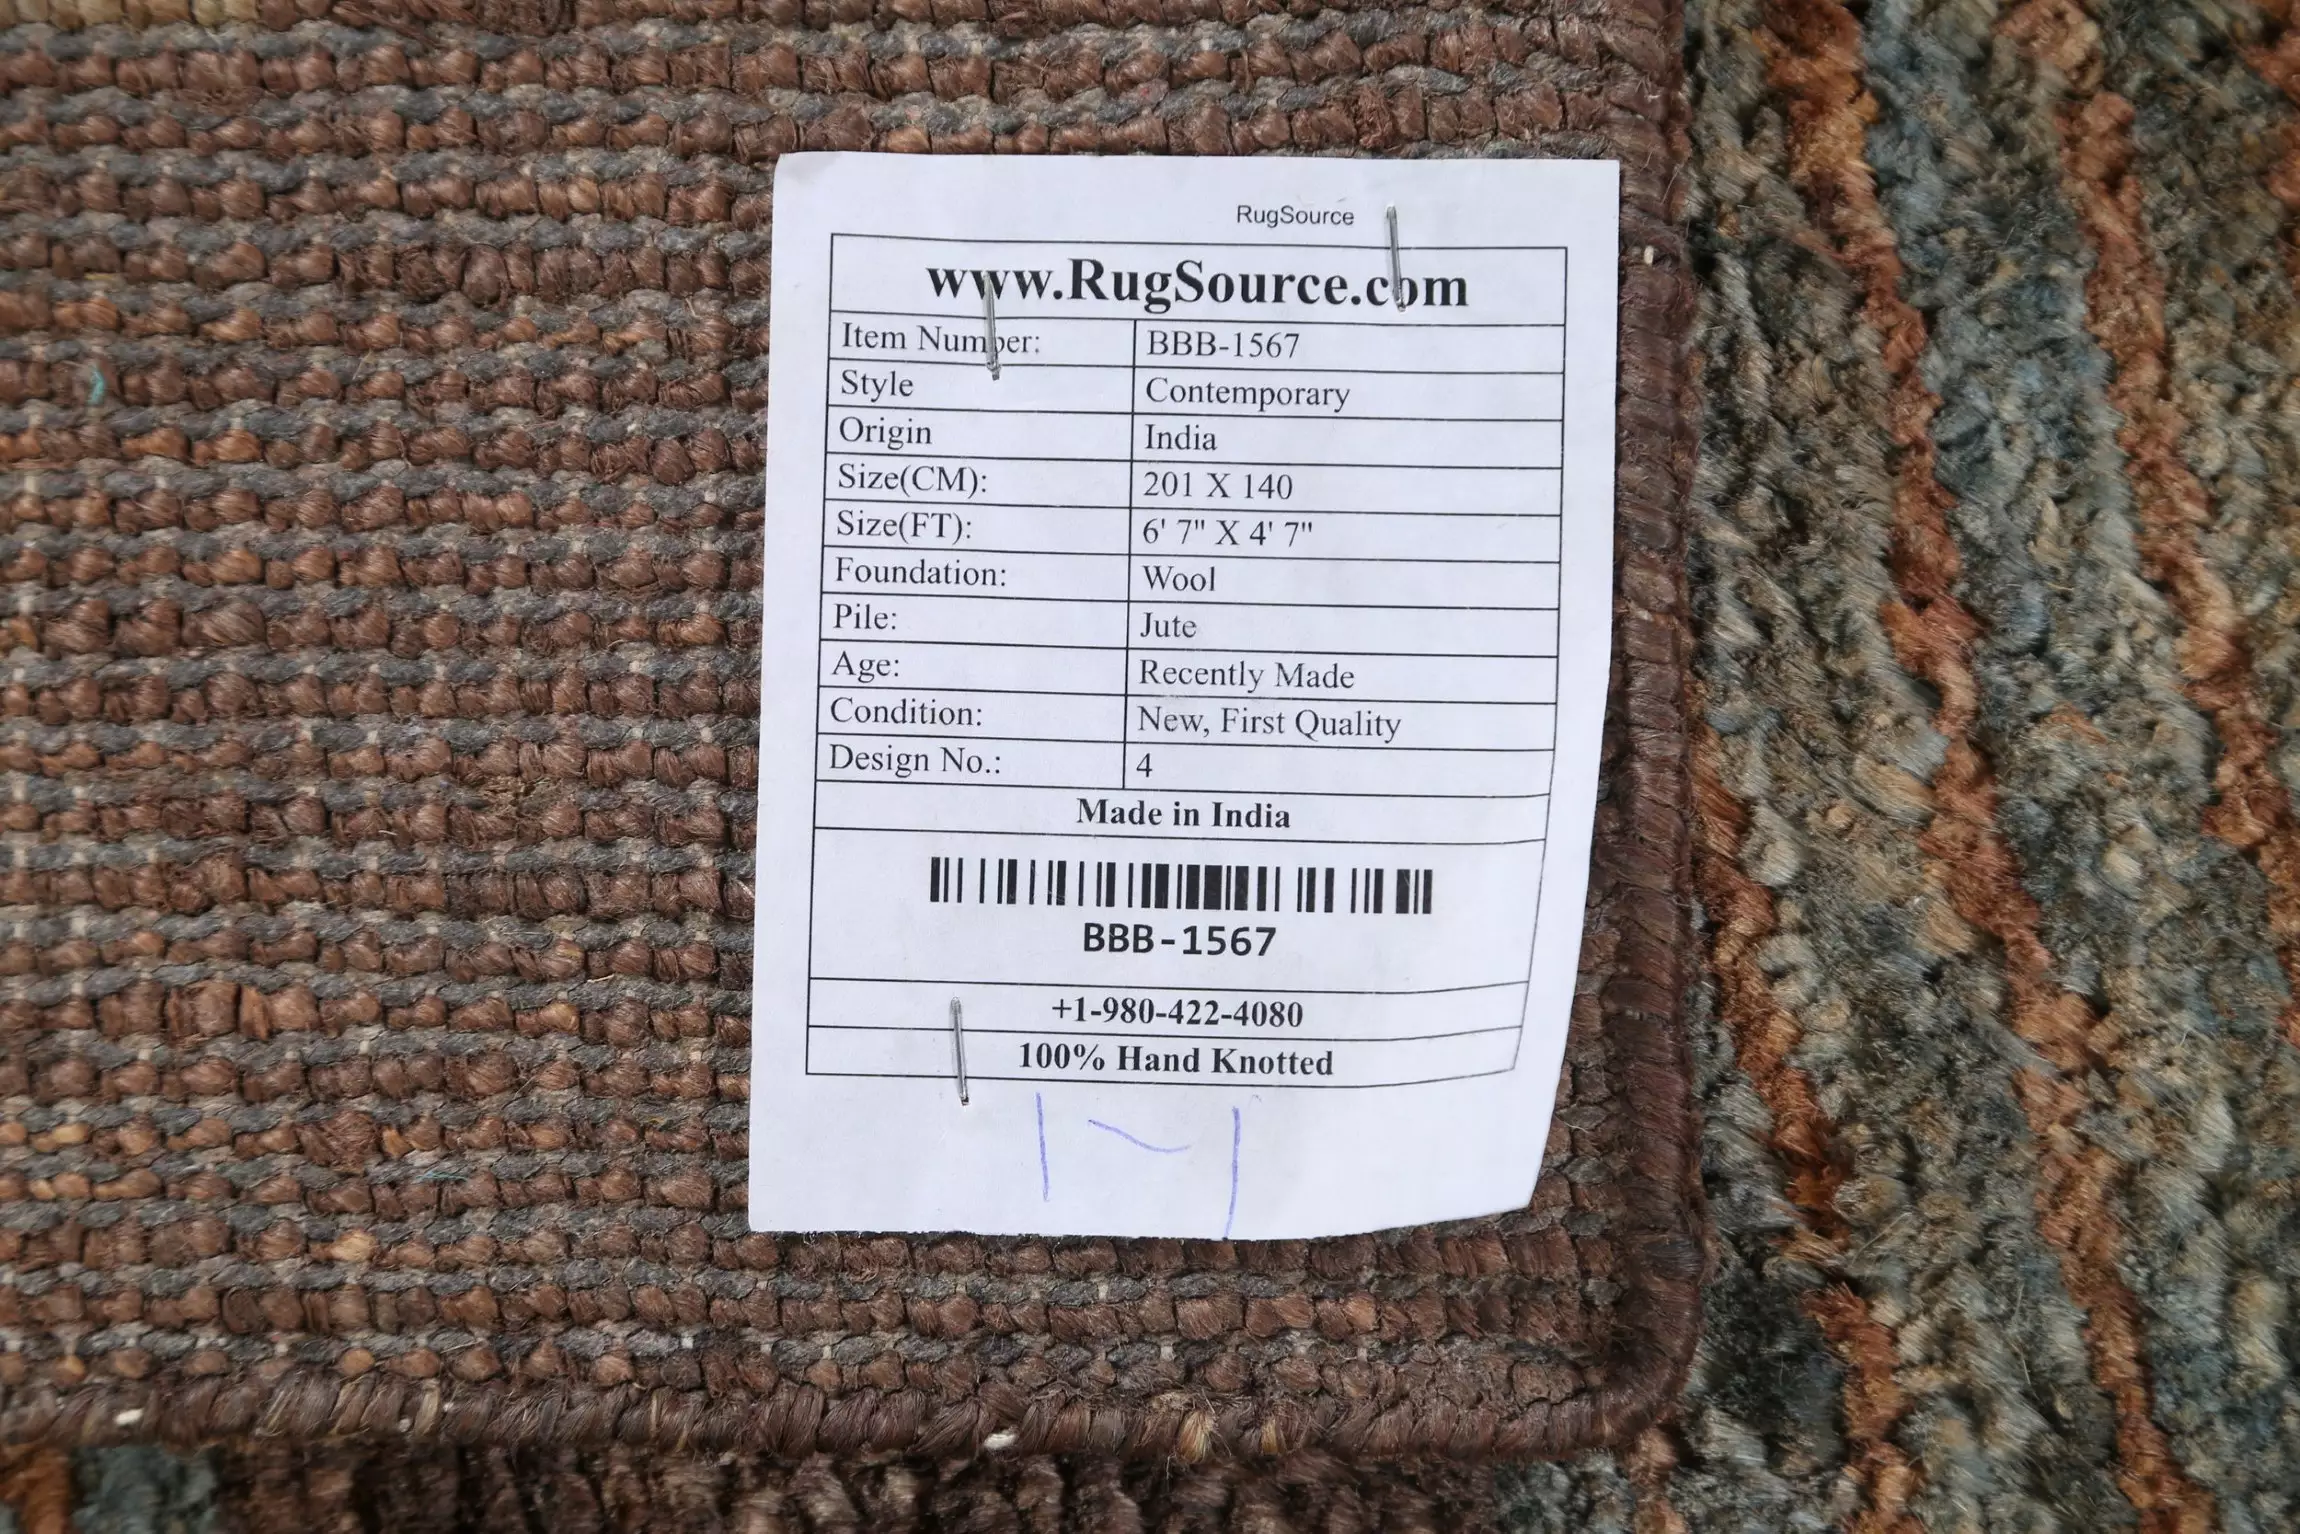 RugSource
www.RugSource.com
Item Number: BBB-1567
Style Contemporary
Origin India
Size(CM): 201 X 140
Size(FT): 6' 7" X 4' 7"
Foundation: Wool
Pile: Jute
Age: Recently Made
Condition: New, First Quality
Design No.: 4
Made in India
BBB-1567
+1-980-422-4080
100% Hand Knotted